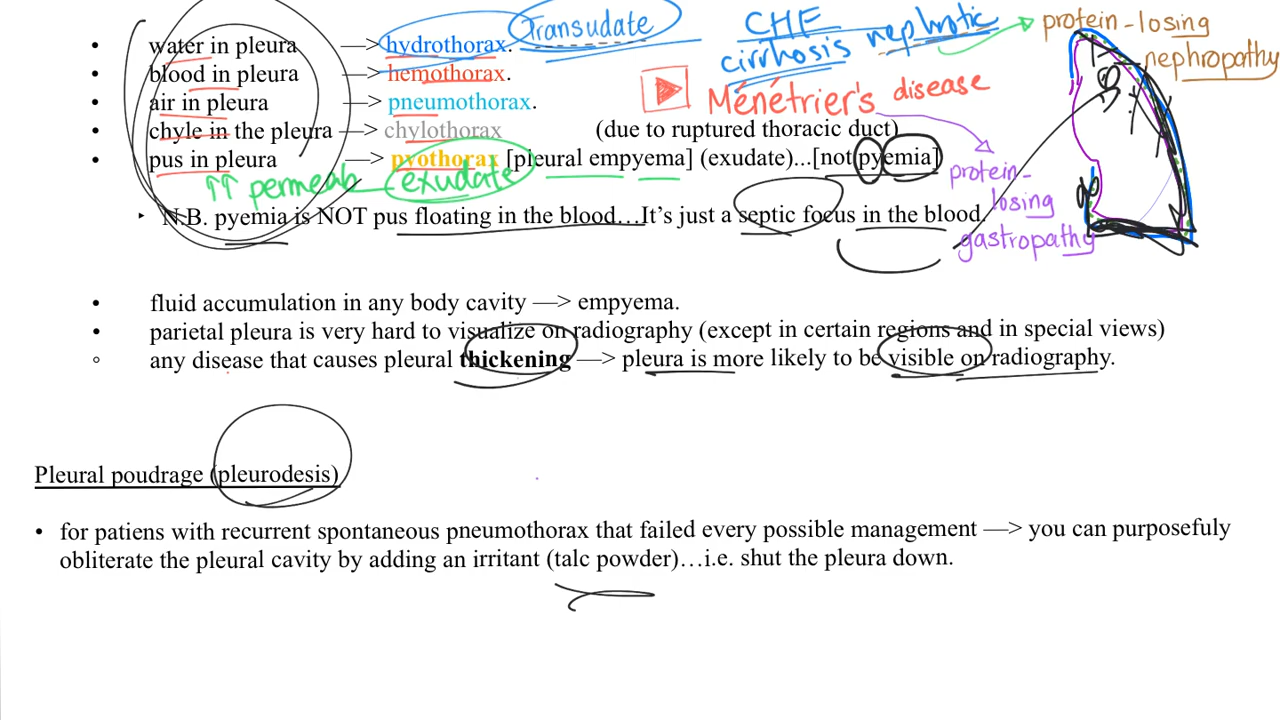 Transudate
CHF
cirrhosis nephrotic
protein-losing
nephropathy
• water in pleura —> hydrothorax.
• blood in pleura —> hemothorax.
Ménétrier's disease
• air in pleura —> pneumothorax.
• chyle in the pleura —> chylothorax (due to ruptured thoracic duct)
• pus in pleura —> pyothorax [pleural empyema] (exudate)...[not pyemia]
↑↑ permeab exudate
protein-
losing
gastropathy
‣ N.B. pyemia is NOT pus floating in the blood...It's just a septic focus in the blood.
• fluid accumulation in any body cavity —> empyema.
• parietal pleura is very hard to visualize on radiography (except in certain regions and in special views)
◦ any disease that causes pleural thickening —> pleura is more likely to be visible on radiography.
Pleural poudrage (pleurodesis)
• for patiens with recurrent spontaneous pneumothorax that failed every possible management —> you can purposefuly
obliterate the pleural cavity by adding an irritant (talc powder)...i.e. shut the pleura down.